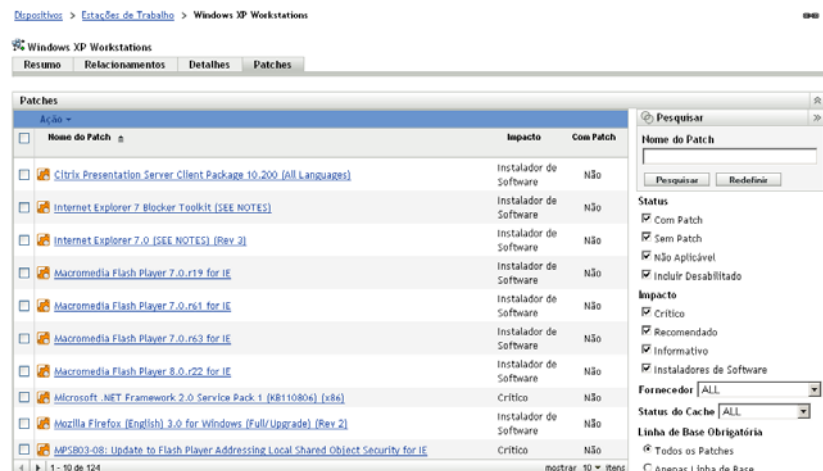 Dispositivos > Estações de Trabalho > Windows XP Workstations
Windows XP Workstations
Resumo Relacionamentos Detalhes Patches
Patches
Ação
Nome do Patch Impacto Com Patch
Citrix Presentation Server Client Package 10.200 (All Languages) Instalador de Software Não
Internet Explorer 7 Blocker Toolkit (SEE NOTES) Instalador de Software Não
Internet Explorer 7.0 (SEE NOTES) (Rev 3) Instalador de Software Não
Macromedia Flash Player 7.0.r19 for IE Instalador de Software Não
Macromedia Flash Player 7.0.r61 for IE Instalador de Software Não
Macromedia Flash Player 7.0.r63 for IE Instalador de Software Não
Macromedia Flash Player 8.0.r22 for IE Instalador de Software Não
Microsoft .NET Framework 2.0 Service Pack 1 (KB110806) (x86) Crítico Não
Mozilla Firefox (English) 3.0 for Windows (Full/Upgrade) (Rev 2) Instalador de Software Não
MPSB03-08: Update to Flash Player Addressing Local Shared Object Security for IE Crítico Não
1 - 10 de 124 mostrar 10 itens
Pesquisar
Nome do Patch
Pesquisar Redefinir
Status
Com Patch
Sem Patch
Não Aplicável
Incluir Desabilitado
Impacto
Crítico
Recomendado
Informativo
Instaladores de Software
Fornecedor ALL
Status do Cache ALL
Linha de Base Obrigatória
Todos os Patches
Apenas Linha de Base